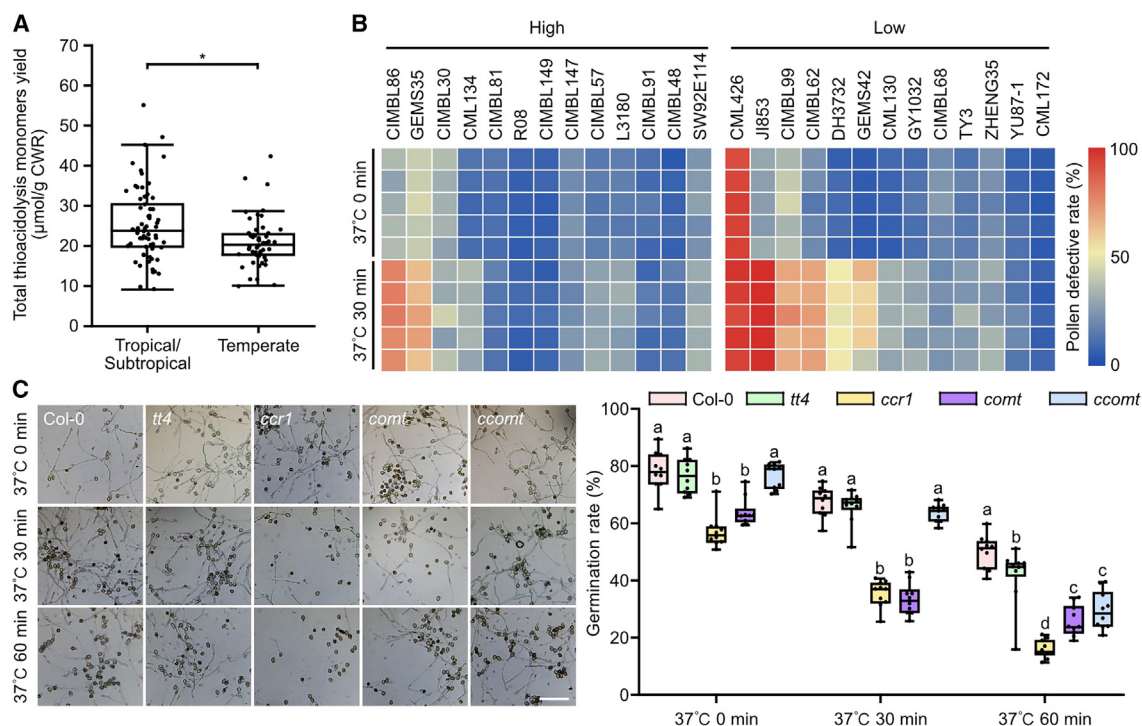 A
Total thioacidolysis monomers yield
(μmol/g CWR)
70
60
50
40
30
20
10
0
*
Tropical/
Subtropical
Temperate
B
High
Low
CIMBL86
GEMS35
CIMBL30
CML134
CIMBL81
R08
CIMBL149
CIMBL147
CIMBL57
L3180
CIMBL91
CIMBL48
SW92E114
CML426
JI853
CIMBL99
CIMBL62
DH3732
GEMS42
CML130
GY1032
CIMBL68
TY3
ZHENG35
YU87-1
CML172
37°C 0 min
37°C 30 min
Pollen defective rate (%)
100
50
0
C
Col-0
tt4
ccr1
comt
ccomt
37°C 0 min
37°C 30 min
37°C 60 min
Germination rate (%)
100
80
60
40
20
0
Col-0 tt4 ccr1 comt ccomt
a a b b a
a a b b a
a b d c c
37°C 0 min
37°C 30 min
37°C 60 min